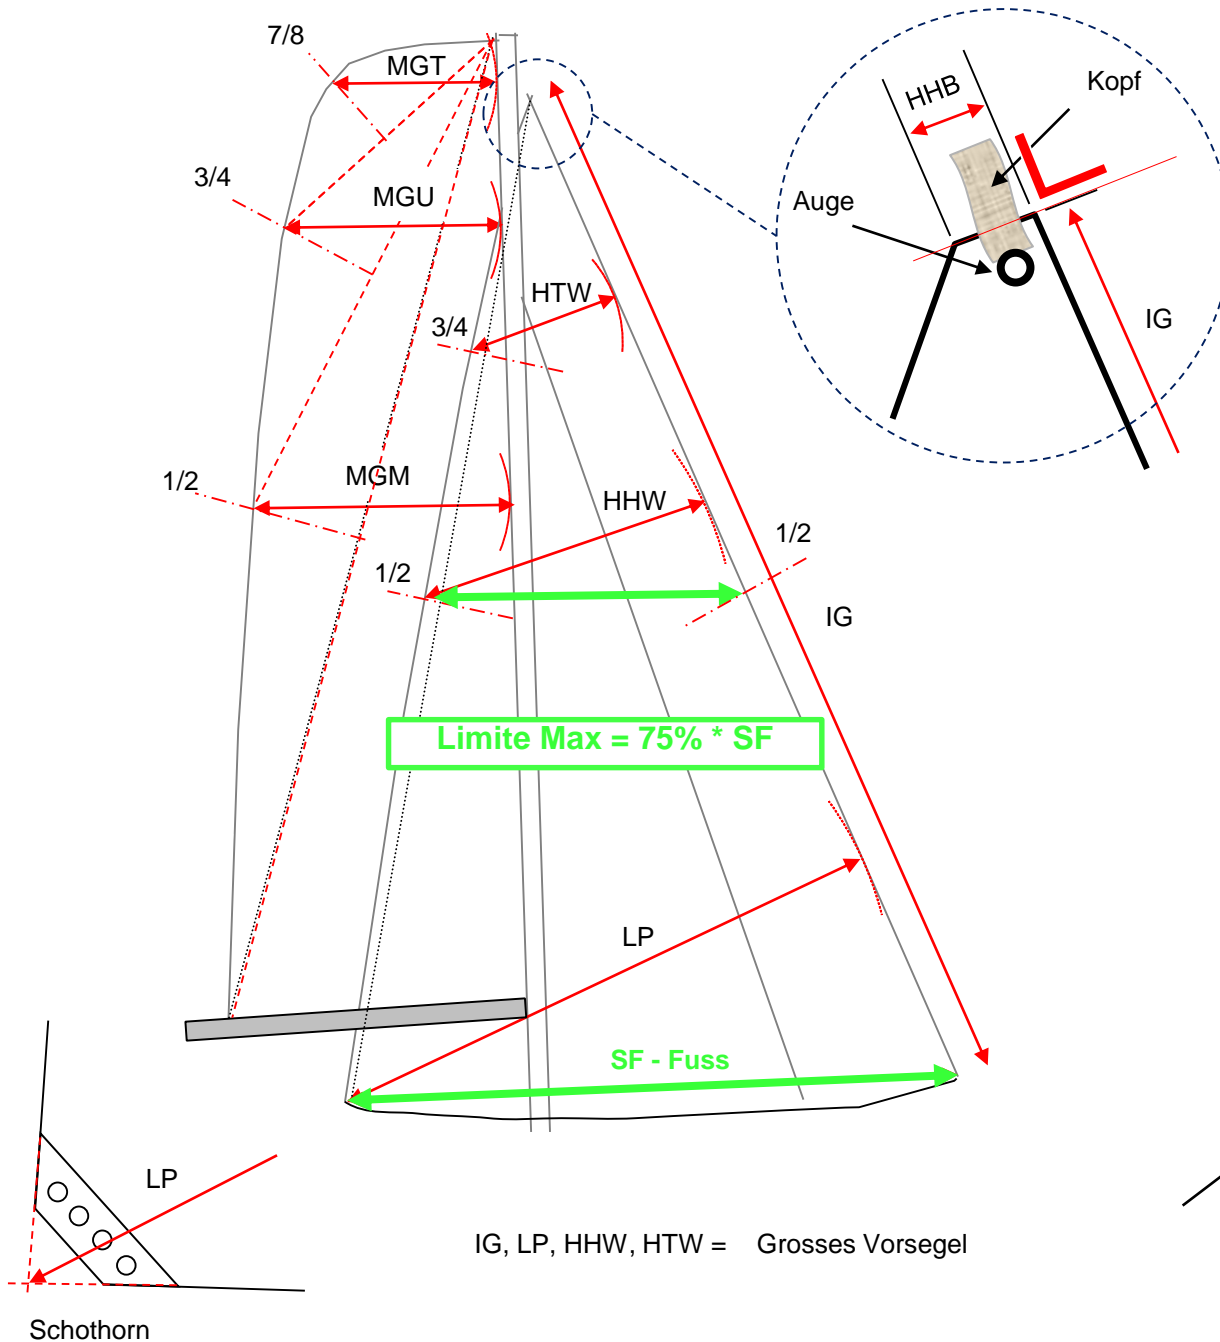 7/8
MGT
HHB
Kopf
3/4
MGU
Auge
HTW
3/4
IG
1/2
MGM
HHW
1/2
1/2
IG
Limite Max = 75% * SF
LP
SF - Fuss
LP
IG, LP, HHW, HTW = Grosses Vorsegel
Schothorn